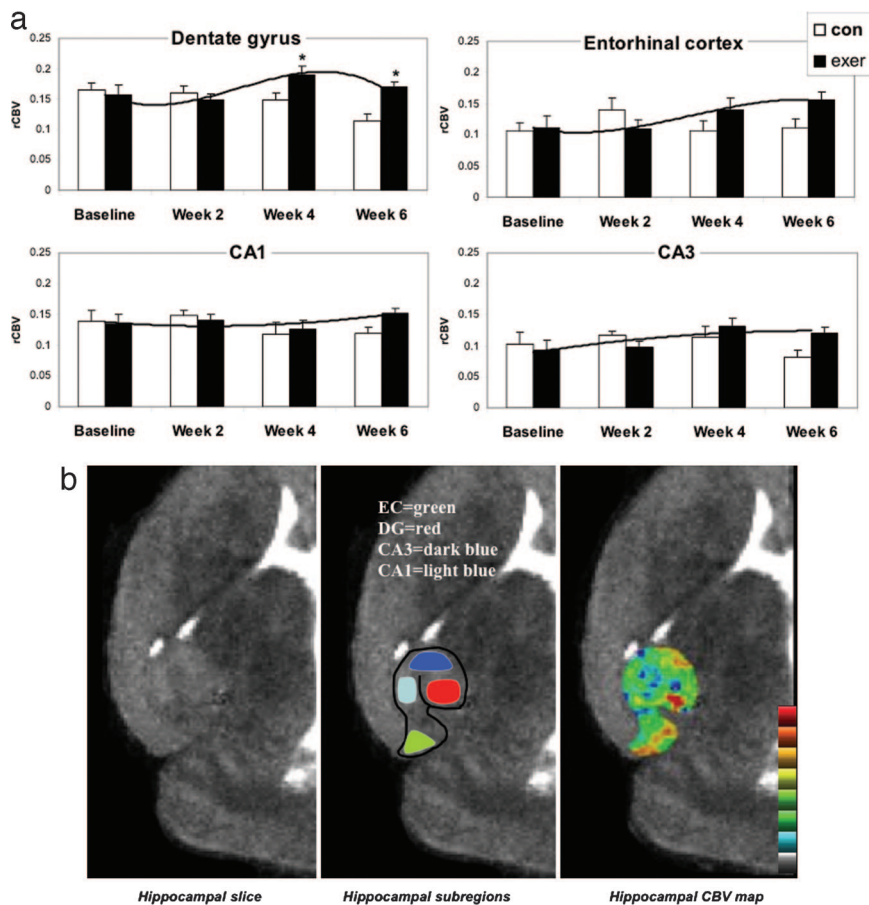 a
Dentate gyrus
0.25
0.2
0.15
0.1
0.05
0
rCBV
*
*
Baseline Week 2 Week 4 Week 6
Entorhinal cortex
con
exer
0.25
0.2
0.15
0.1
0.05
0
rCBV
Baseline Week 2 Week 4 Week 6
CA1
0.25
0.2
0.15
0.1
0.05
0
rCBV
Baseline Week 2 Week 4 Week 6
CA3
0.25
0.2
0.15
0.1
0.05
0
rCBV
Baseline Week 2 Week 4 Week 6
b
EC=green
DG=red
CA3=dark blue
CA1=light blue
Hippocampal slice
Hippocampal subregions
Hippocampal CBV map